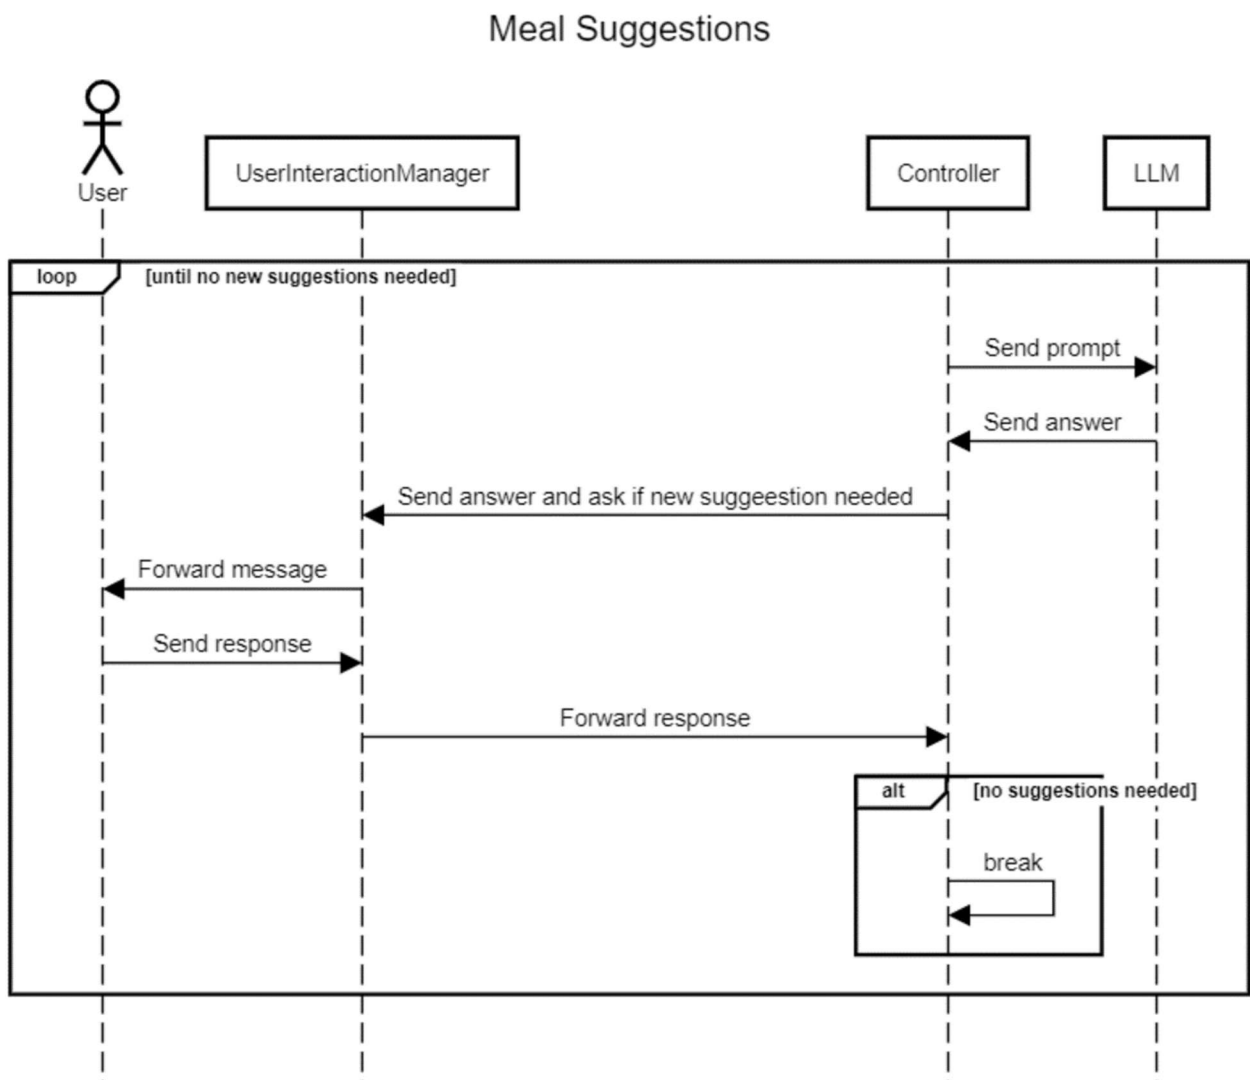 Meal Suggestions
User
UserInteractionManager
Controller
LLM
loop
[until no new suggestions needed]
Send prompt
Send answer
Send answer and ask if new suggeestion needed
Forward message
Send response
Forward response
alt
[no suggestions needed]
break